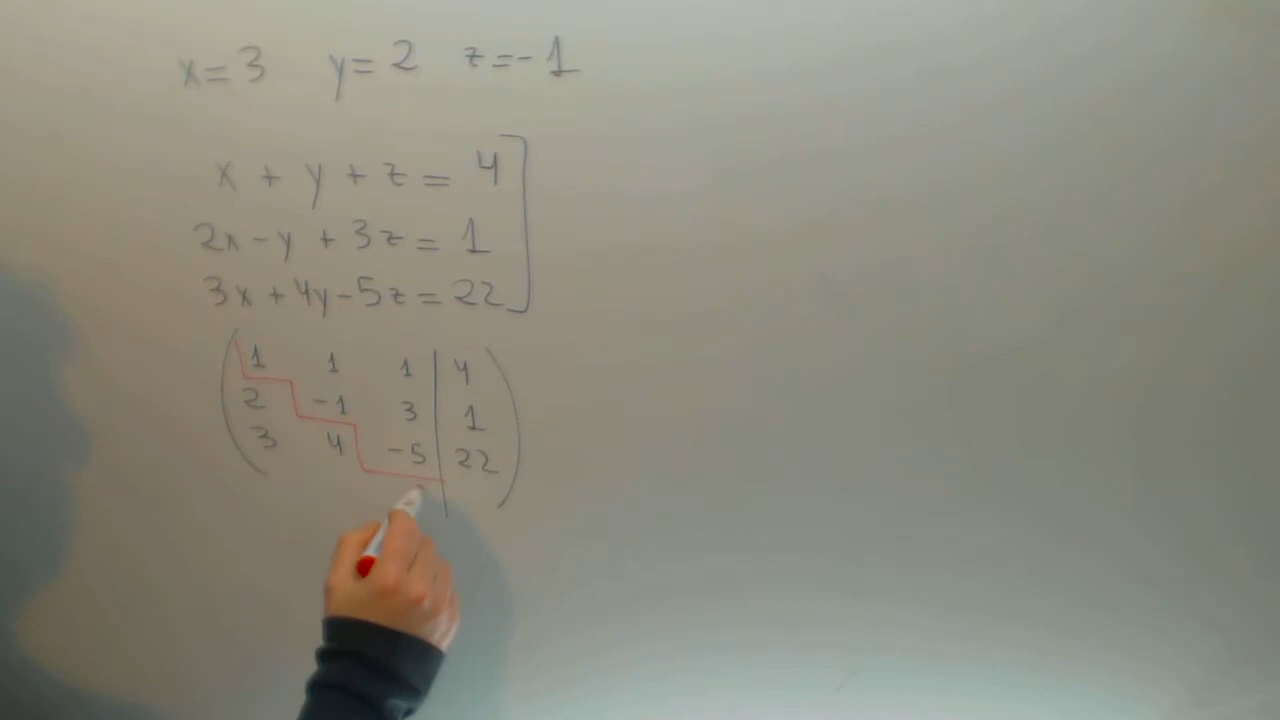 x=3 y=2 z=-1
x + y + z = 4
2x - y + 3z = 1
3x + 4y - 5z = 22
1 1 1 4
2 -1 3 1
3 4 -5 22